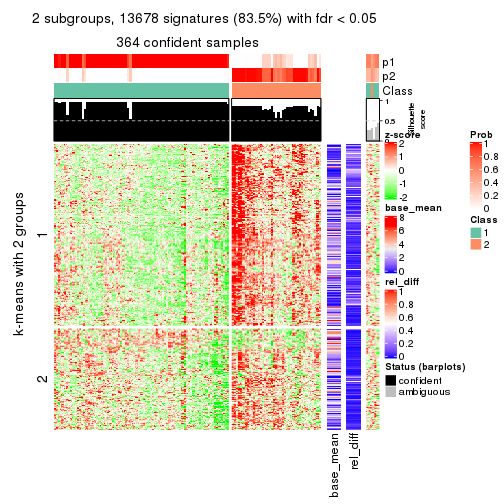 2 subgroups, 13678 signatures (83.5%) with fdr < 0.05
364 confident samples
p1
p2
Class
1
0.5
0
Silhouette
score
k-means with 2 groups
1
2
base_mean
rel_diff
z-score
2
1
0
-1
-2
base_mean
8
6
4
2
0
rel_diff
1
0.8
0.6
0.4
0.2
0
Status (barplots)
confident
ambiguous
Prob
1
0.8
0.6
0.4
0.2
0
Class
1
2